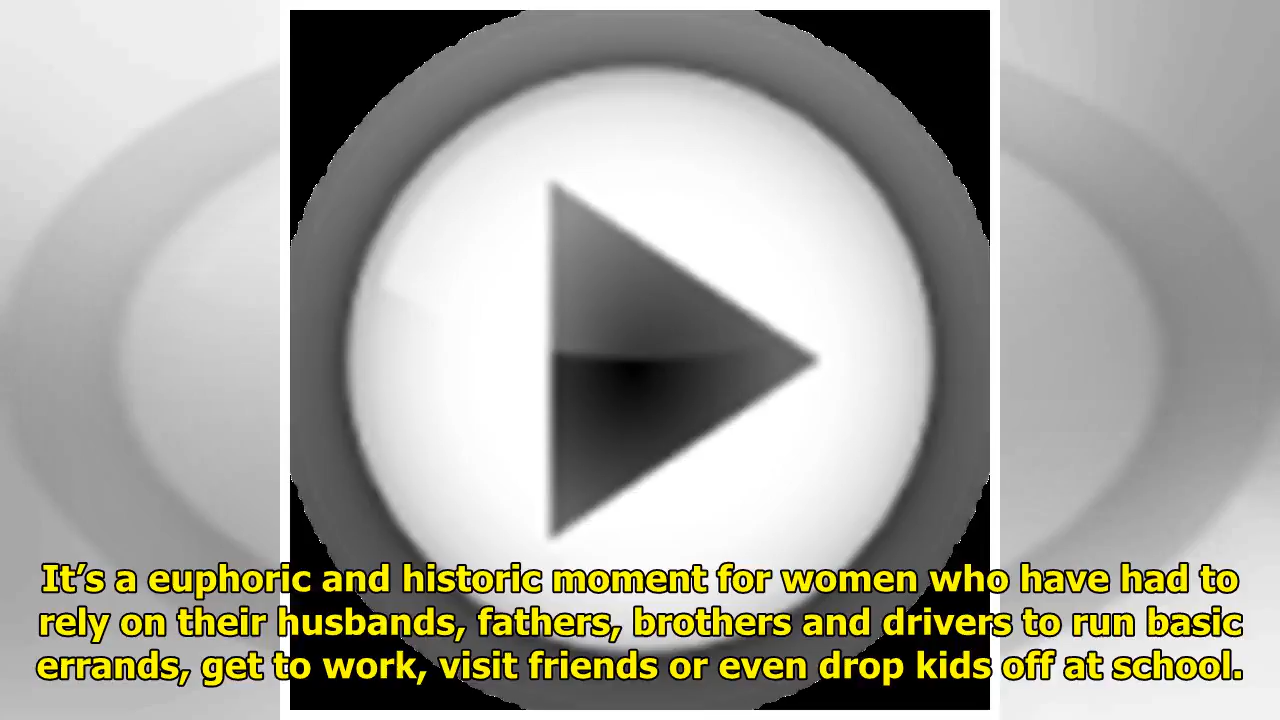 It’s a euphoric and historic moment for women who have had to
rely on their husbands, fathers, brothers and drivers to run basic
errands, get to work, visit friends or even drop kids off at school.